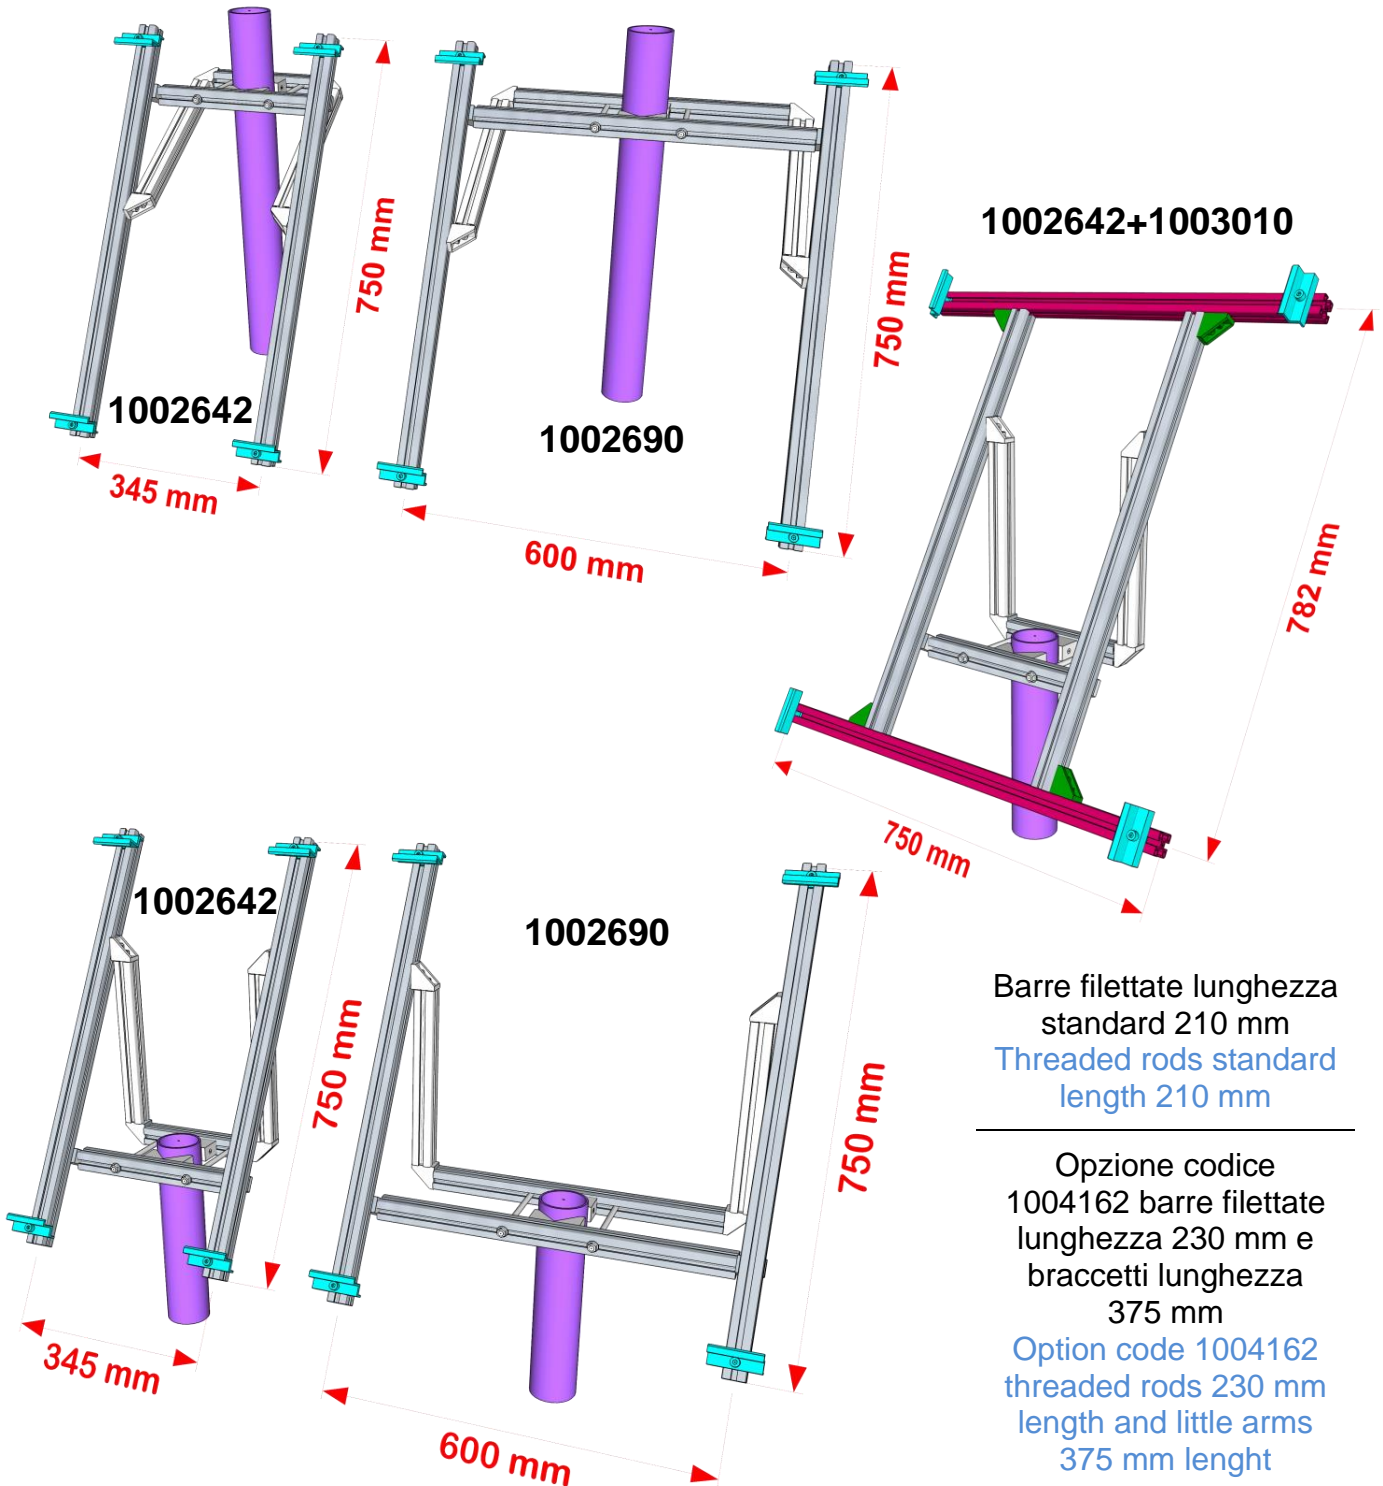 750 mm
1002642
345 mm
750 mm
1002690
600 mm
1002642+1003010
782 mm
750 mm
1002642
750 mm
345 mm
1002690
750 mm
600 mm
Barre filettate lunghezza
standard 210 mm
Threaded rods standard
length 210 mm
Opzione codice
1004162 barre filettate
lunghezza 230 mm e
braccetti lunghezza
375 mm
Option code 1004162
threaded rods 230 mm
length and little arms
375 mm lenght